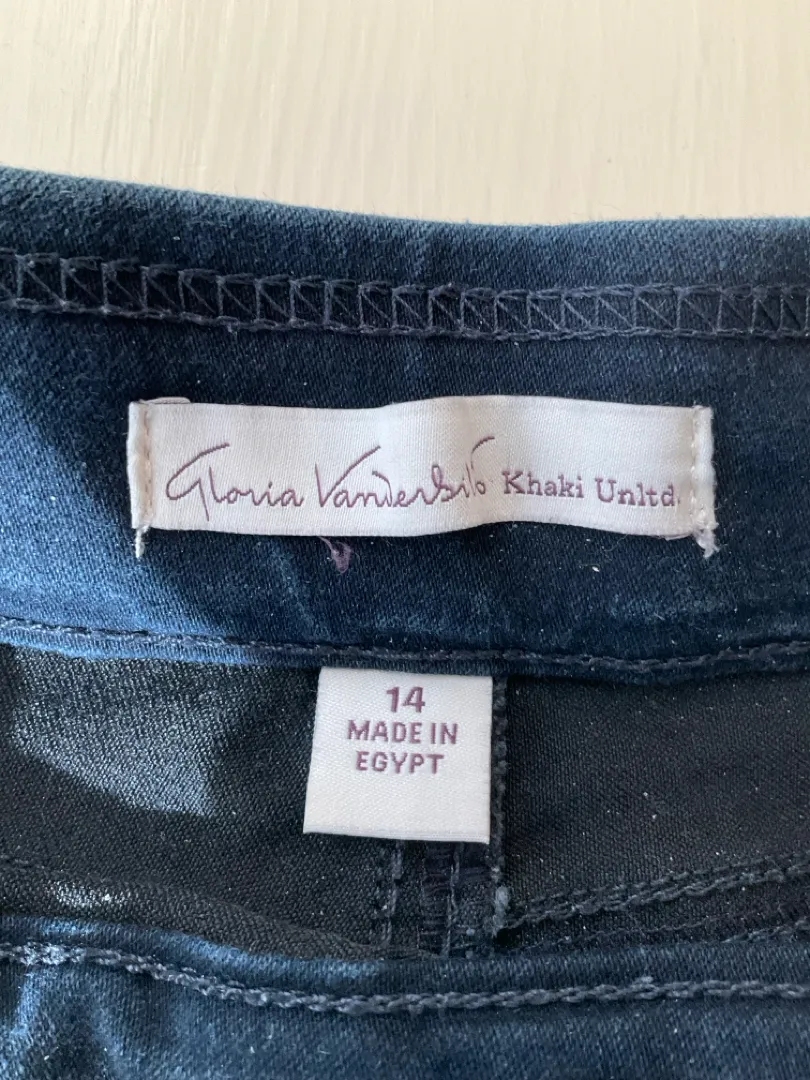 Gloria Vanderbilt Khaki Unltd.
14
MADE IN
EGYPT